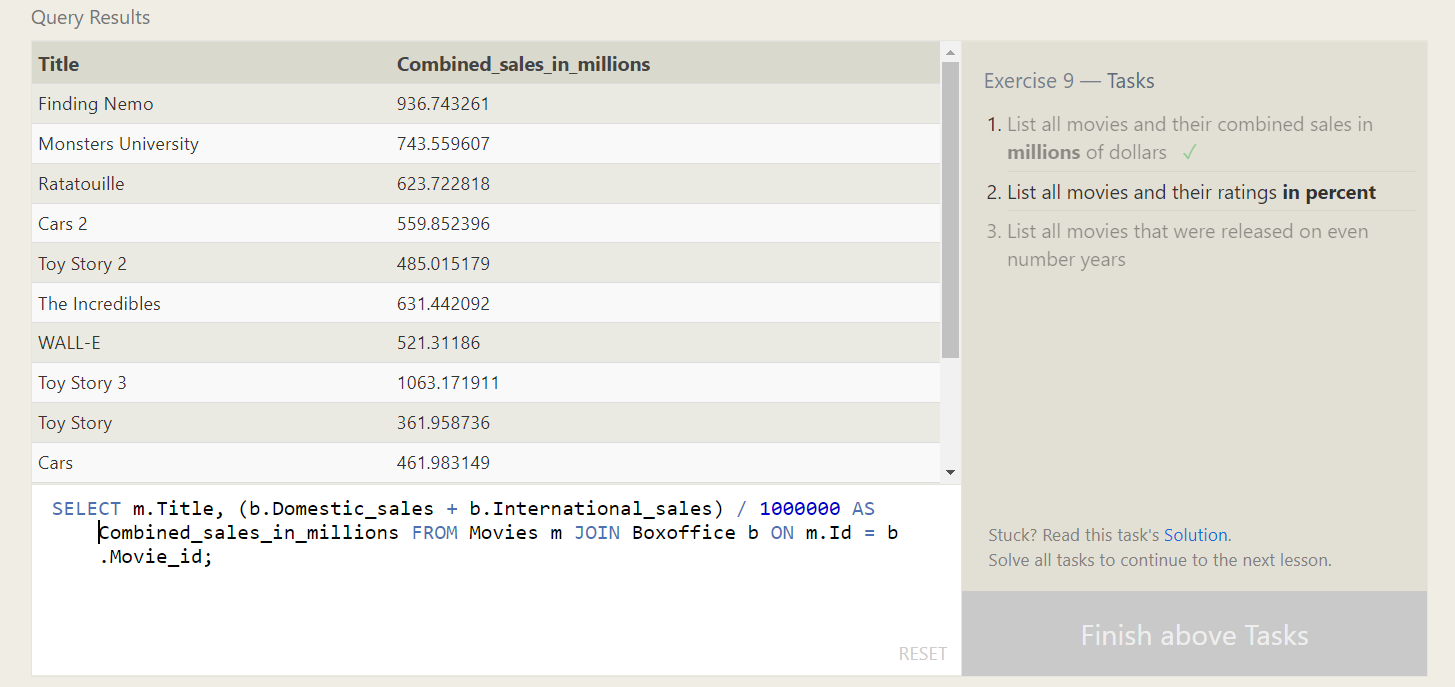 Query Results
Title Combined_sales_in_millions
Finding Nemo 936.743261
Monsters University 743.559607
Ratatouille 623.722818
Cars 2 559.852396
Toy Story 2 485.015179
The Incredibles 631.442092
WALL-E 521.31186
Toy Story 3 1063.171911
Toy Story 361.958736
Cars 461.983149
SELECT m.Title, (b.Domestic_sales + b.International_sales) / 1000000 AS
Combined_sales_in_millions FROM Movies m JOIN Boxoffice b ON m.Id = b
.Movie_id;
RESET
Exercise 9 — Tasks
1. List all movies and their combined sales in
millions of dollars ✓
2. List all movies and their ratings in percent
3. List all movies that were released on even
number years
Stuck? Read this task's Solution.
Solve all tasks to continue to the next lesson.
Finish above Tasks